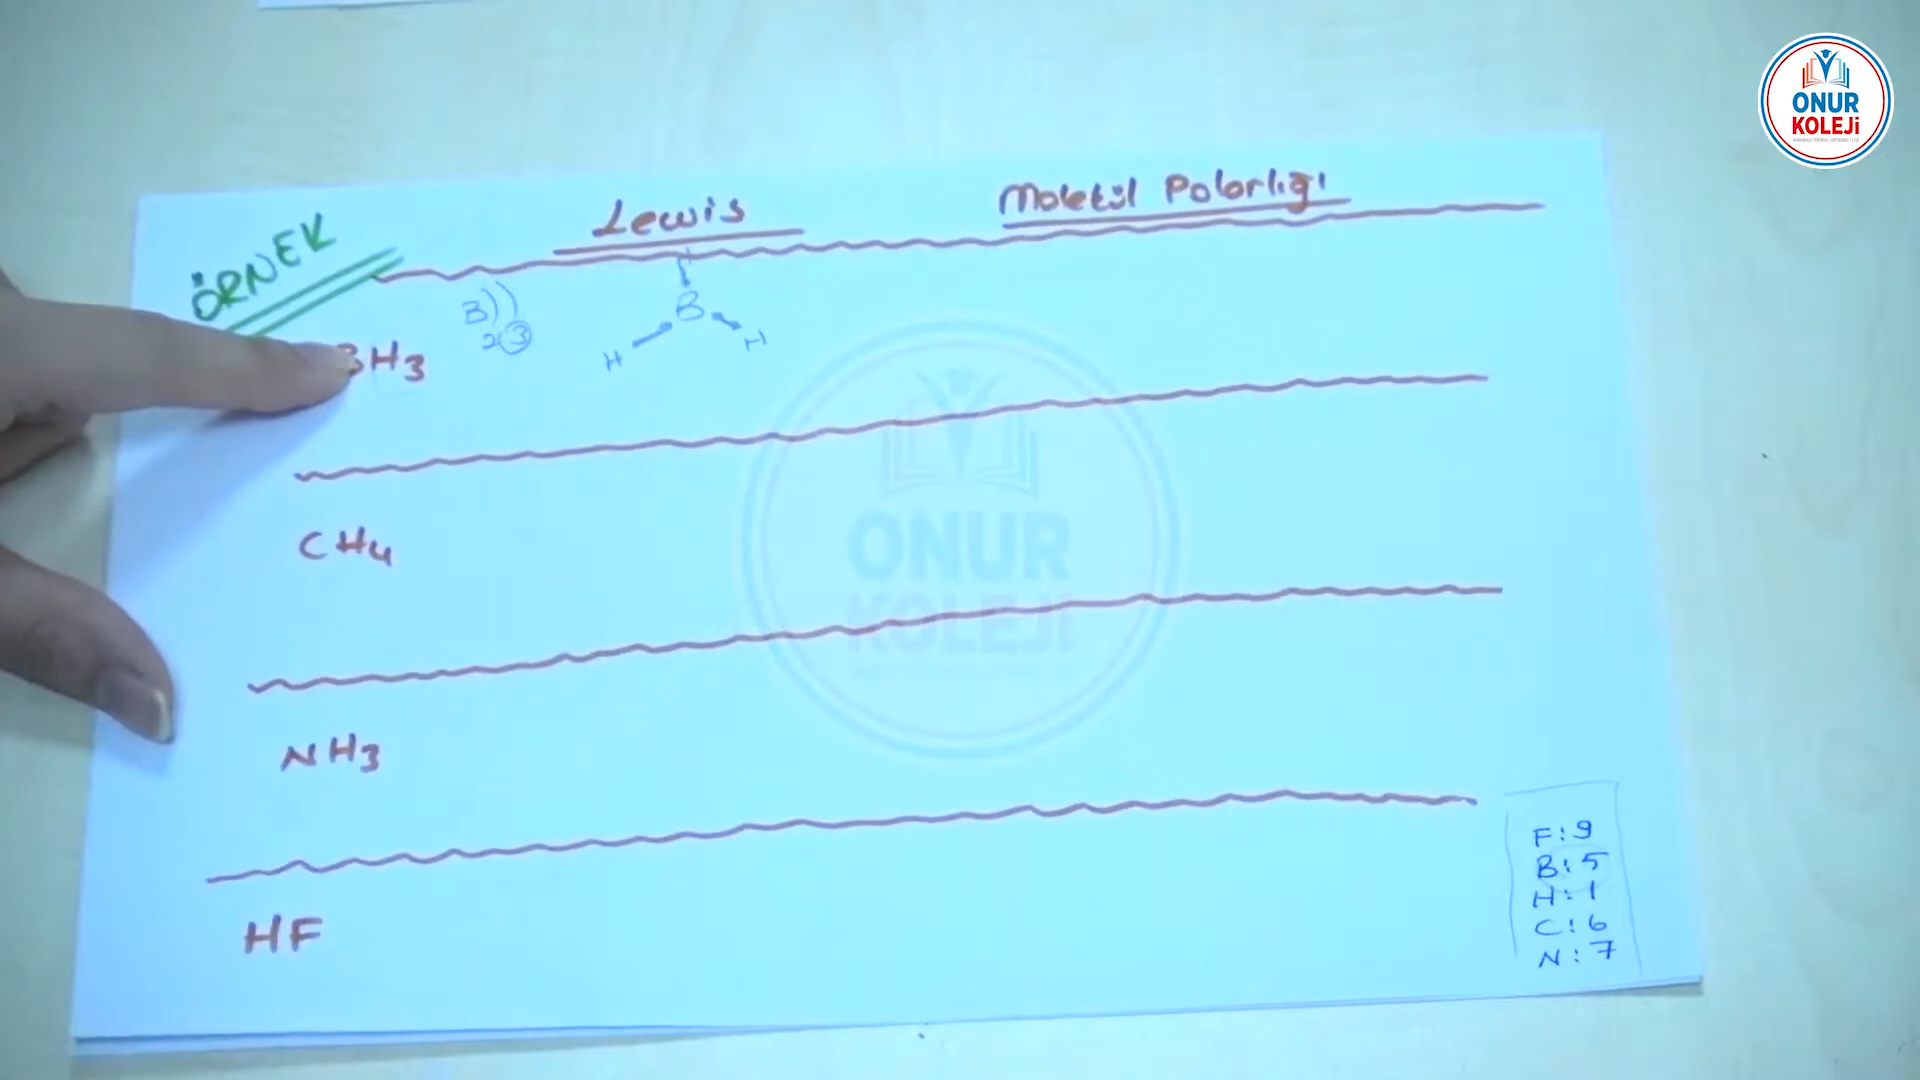 ONUR
KOLEJİ
ÖRNEK
Lewis
Molekül Polarlığı
B))
2 3
H
B
H H
BH3
CH4
ONUR
KOLEJİ
NH3
HF
F:9
B:5
H:1
C:6
N:7